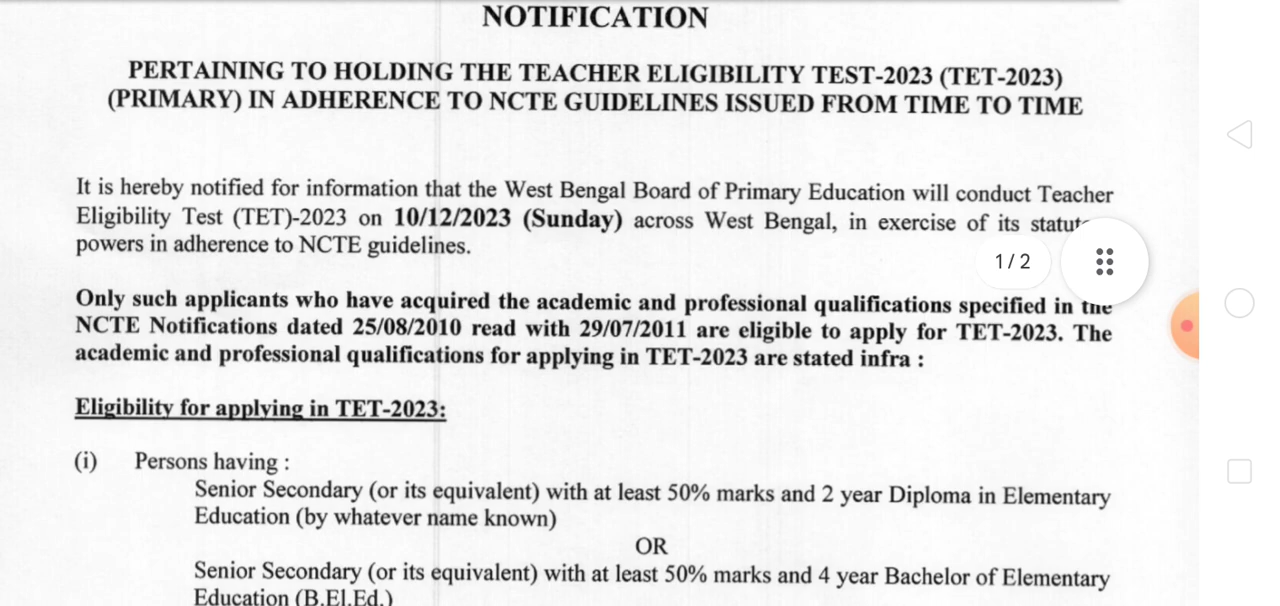 NOTIFICATION
PERTAINING TO HOLDING THE TEACHER ELIGIBILITY TEST-2023 (TET-2023)
(PRIMARY) IN ADHERENCE TO NCTE GUIDELINES ISSUED FROM TIME TO TIME
It is hereby notified for information that the West Bengal Board of Primary Education will conduct Teacher
Eligibility Test (TET)-2023 on 10/12/2023 (Sunday) across West Bengal, in exercise of its
powers in adherence to NCTE guidelines.
1 / 2
Only such applicants who have acquired the academic and professional qualifications specified in the
NCTE Notifications dated 25/08/2010 read with 29/07/2011 are eligible to apply for TET-2023. The
academic and professional qualifications for applying in TET-2023 are stated infra :
Eligibility for applying in TET-2023:
(i) Persons having :
Senior Secondary (or its equivalent) with at least 50% marks and 2 year Diploma in Elementary
Education (by whatever name known)
OR
Senior Secondary (or its equivalent) with at least 50% marks and 4 year Bachelor of Elementary
Education (B.El.Ed.)